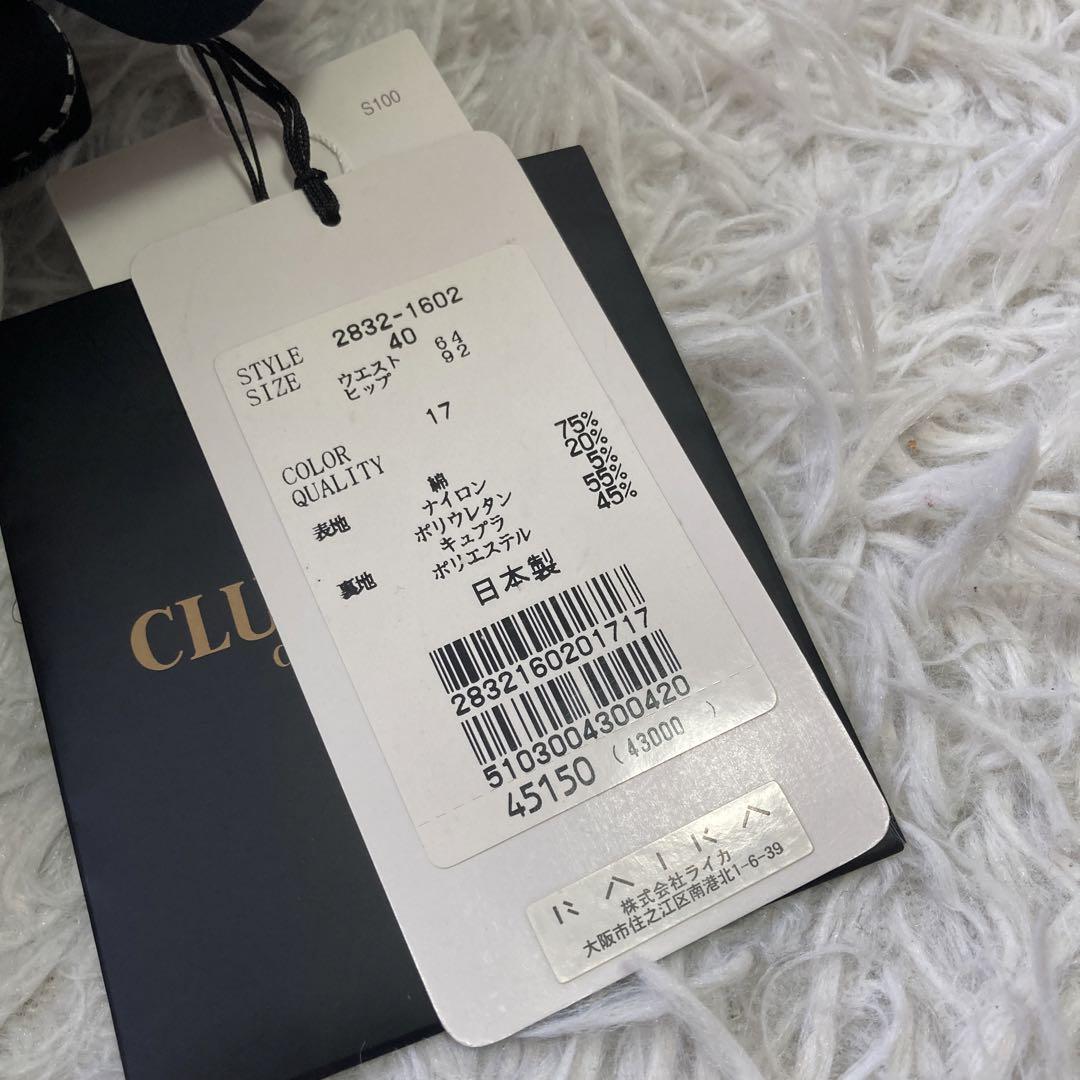 S100
STYLE 2832-1602
SIZE 40
ウエスト 64
ヒップ 92
COLOR 17
QUALITY
表地 綿 75%
ナイロン 20%
ポリウレタン 5%
裏地 キュプラ 55%
ポリエステル 45%
日本製
2832160201717
5103004300420
45150 (43000 )
CLU
RAIKA
株式会社ライカ
大阪市住之江区南港北1-6-39